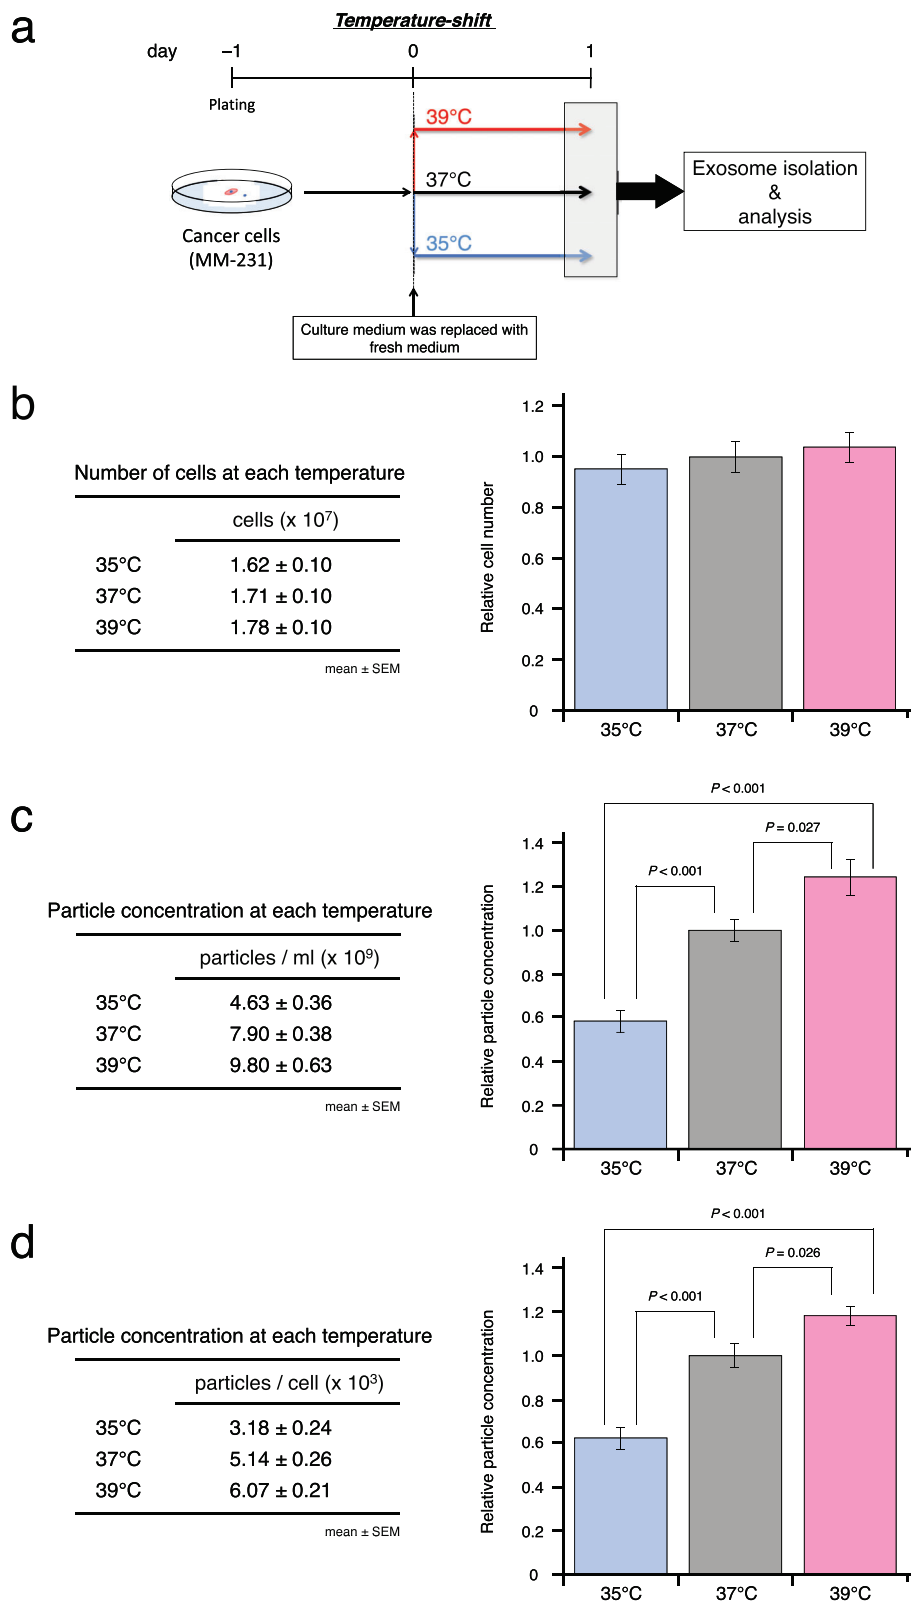 a
Temperature-shift
day −1 0 1
Plating
39°C
37°C
35°C
Cancer cells
(MM-231)
Exosome isolation
&
analysis
Culture medium was replaced with
fresh medium
b
Number of cells at each temperature
cells (x 10⁷)
35°C 1.62 ± 0.10
37°C 1.71 ± 0.10
39°C 1.78 ± 0.10
mean ± SEM
Relative cell number
1.2
1.0
0.8
0.6
0.4
0.2
0
35°C 37°C 39°C
c
Particle concentration at each temperature
particles / ml (x 10⁹)
35°C 4.63 ± 0.36
37°C 7.90 ± 0.38
39°C 9.80 ± 0.63
mean ± SEM
P < 0.001
P = 0.027
P < 0.001
Relative particle concentration
1.4
1.2
1.0
0.8
0.6
0.4
0.2
0
35°C 37°C 39°C
d
Particle concentration at each temperature
particles / cell (x 10³)
35°C 3.18 ± 0.24
37°C 5.14 ± 0.26
39°C 6.07 ± 0.21
mean ± SEM
P < 0.001
P = 0.026
P < 0.001
Relative particle concentration
1.4
1.2
1.0
0.8
0.6
0.4
0.2
0
35°C 37°C 39°C